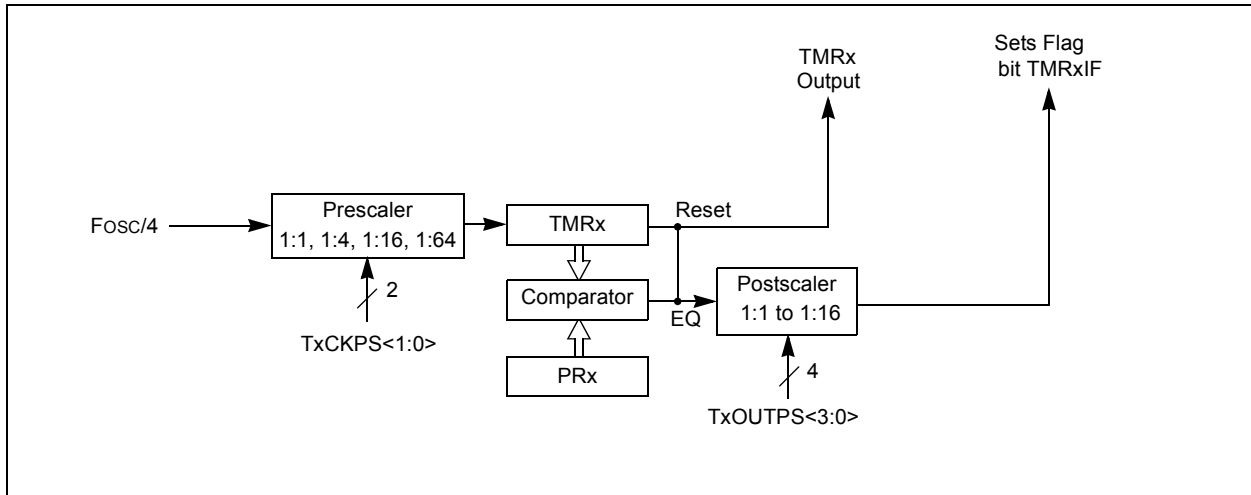 TMRx
Output
Sets Flag
bit TMRxIF
Fosc/4
Prescaler
1:1, 1:4, 1:16, 1:64
2
TxCKPS<1:0>
TMRx
Reset
Comparator
EQ
PRx
Postscaler
1:1 to 1:16
4
TxOUTPS<3:0>